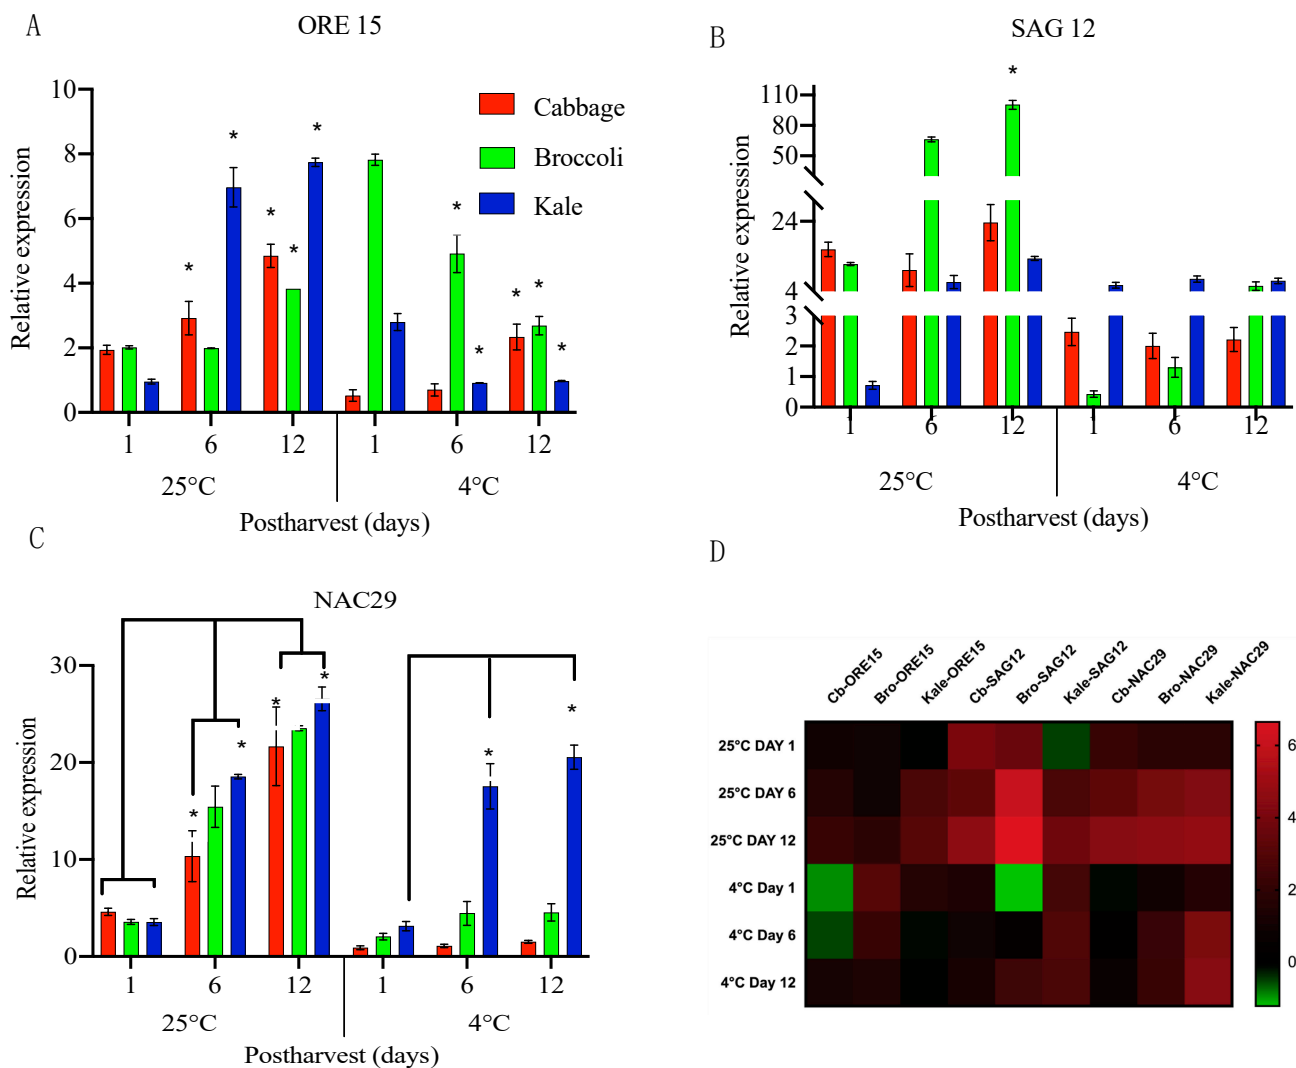 A
ORE 15
10
8
6
4
2
0
Relative expression
Cabbage
Broccoli
Kale
* * * * * * * * *
1 6 12 1 6 12
25°C 4°C
Postharvest (days)
B
SAG 12
110
80
50
24
4
3
2
1
0
Relative expression
*
1 6 12 1 6 12
25°C 4°C
Postharvest (days)
C
NAC29
30
20
10
0
Relative expression
* * * * * *
1 6 12 1 6 12
25°C 4°C
Postharvest (days)
D
Cb-ORE15 Bro-ORE15 Kale-ORE15 Cb-SAG12 Bro-SAG12 Kale-SAG12 Cb-NAC29 Bro-NAC29 Kale-NAC29
25°C DAY 1
25°C DAY 6
25°C DAY 12
4°C Day 1
4°C Day 6
4°C Day 12
6
4
2
0